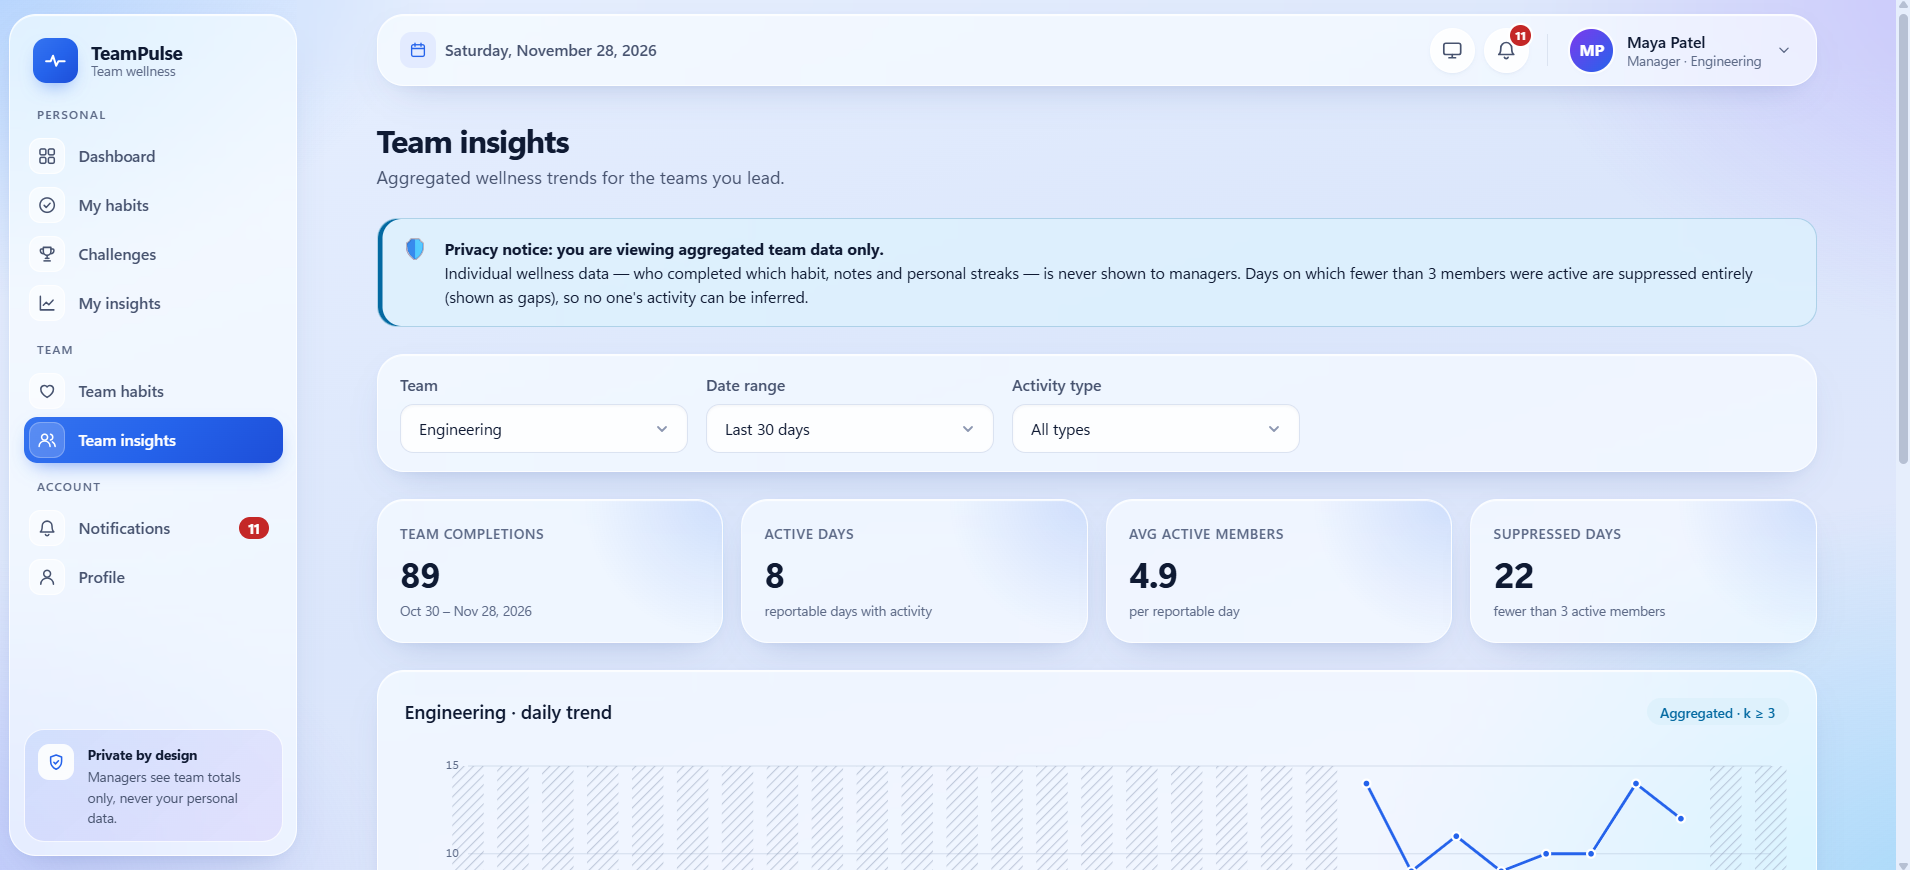 TeamPulse
Team wellness
PERSONAL
Dashboard
My habits
Challenges
My insights
TEAM
Team habits
Team insights
ACCOUNT
Notifications
11
Profile
Private by design
Managers see team totals
only, never your personal
data.
Saturday, November 28, 2026
11
MP
Maya Patel
Manager · Engineering
Team insights
Aggregated wellness trends for the teams you lead.
Privacy notice: you are viewing aggregated team data only.
Individual wellness data — who completed which habit, notes and personal streaks — is never shown to managers. Days on which fewer than 3 members were active are suppressed entirely
(shown as gaps), so no one's activity can be inferred.
Team
Engineering
Date range
Last 30 days
Activity type
All types
TEAM COMPLETIONS
89
Oct 30 – Nov 28, 2026
ACTIVE DAYS
8
reportable days with activity
AVG ACTIVE MEMBERS
4.9
per reportable day
SUPPRESSED DAYS
22
fewer than 3 active members
Engineering · daily trend
Aggregated · k ≥ 3
15
10